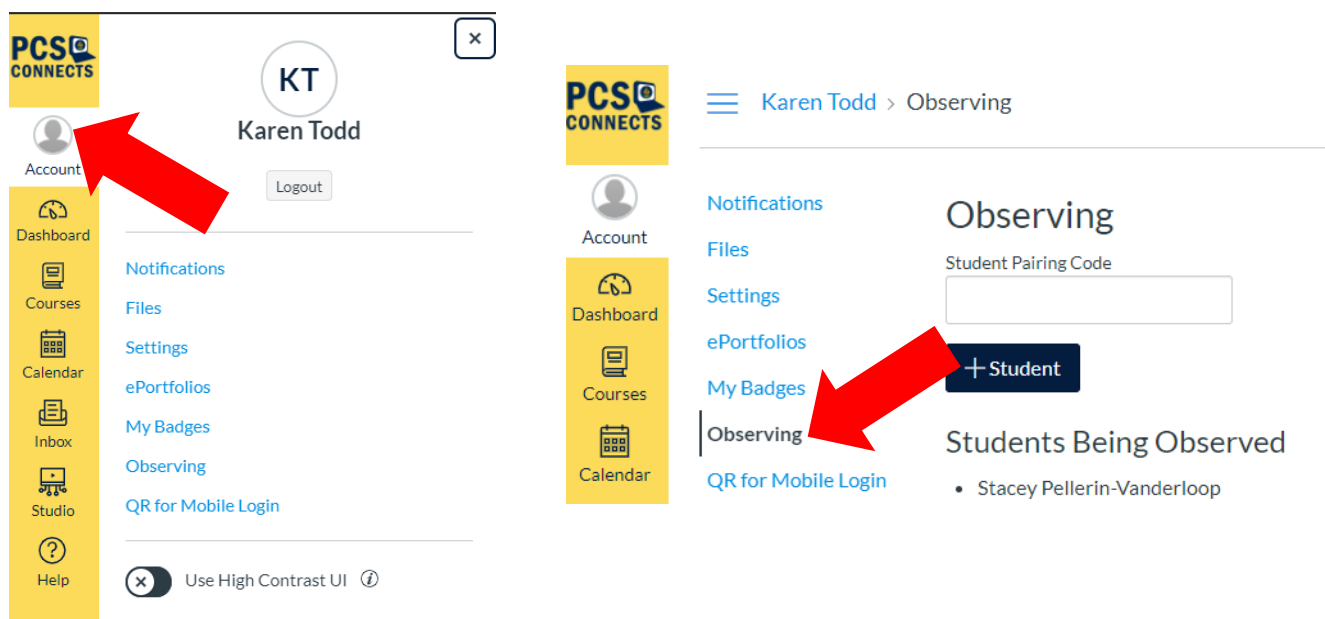 PCS
CONNECTS
Account
Dashboard
Courses
Calendar
Inbox
Studio
Help
×
KT
Karen Todd
Logout
Notifications
Files
Settings
ePortfolios
My Badges
Observing
QR for Mobile Login
Use High Contrast UI
PCS
CONNECTS
Account
Dashboard
Courses
Calendar
Karen Todd > Observing
Notifications
Files
Settings
ePortfolios
My Badges
Observing
QR for Mobile Login
Observing
Student Pairing Code
+ Student
Students Being Observed
• Stacey Pellerin-Vanderloop